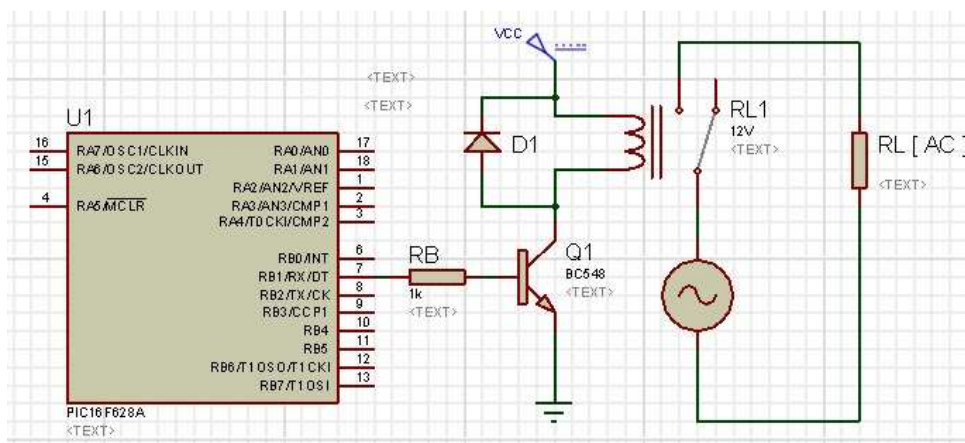 VCC
<TEXT>
<TEXT>
U1
16 RA7/OSC1/CLKIN RA0/AN0 17
15 RA6/OSC2/CLKOUT RA1/AN1 18
RA2/AN2/VREF 1
4 RA5/MCLR RA3/AN3/CMP1 2
RA4/T0CKI/CMP2 3
RB0/INT 6
RB1/RX/DT 7
RB2/TX/CK 8
RB3/CCP1 9
RB4 10
RB5 11
RB6/T1OSO/T1CKI 12
RB7/T1OSI 13
PIC16F628A
<TEXT>
RB
1k
<TEXT>
D1
Q1
BC548
<TEXT>
RL1
12V
<TEXT>
RL [ AC ]
<TEXT>